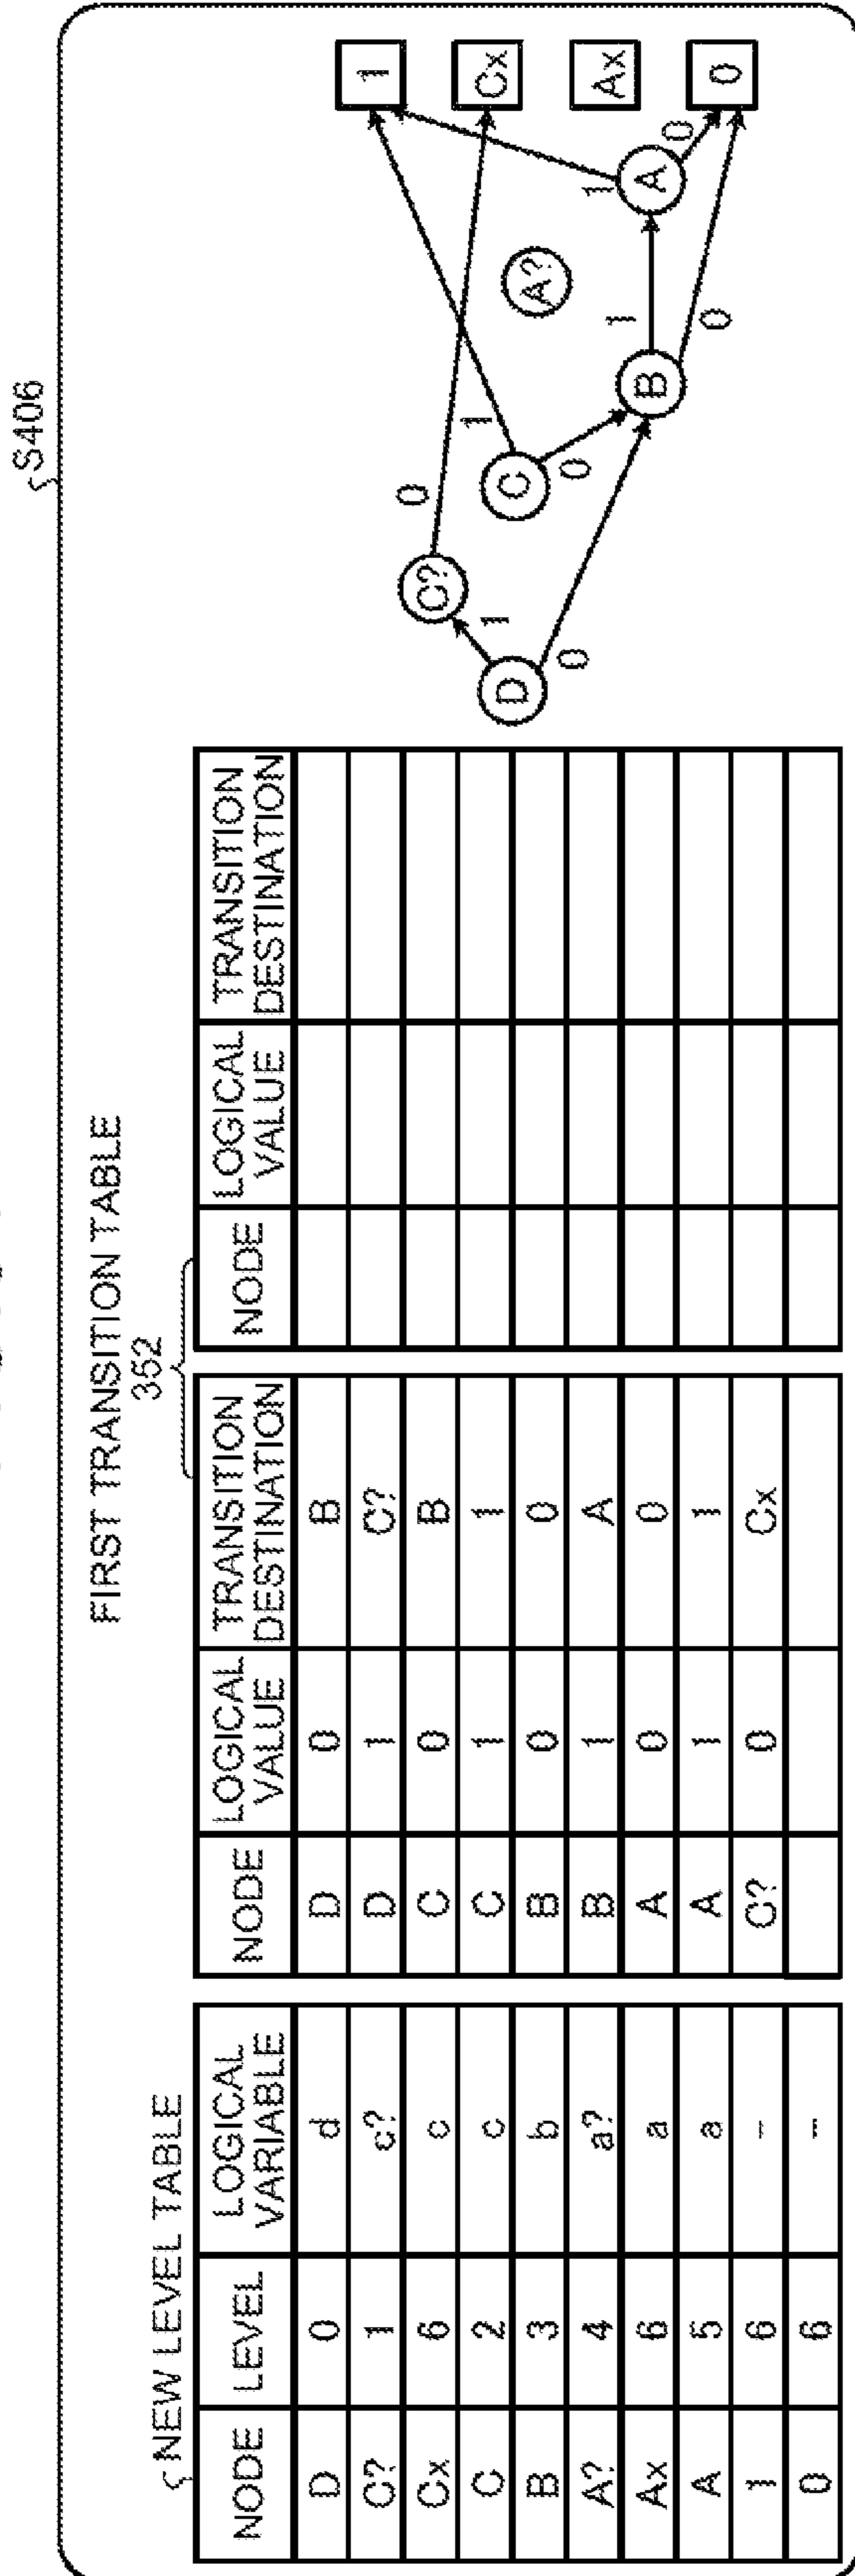 S406
NEW LEVEL TABLE
NODE LEVEL LOGICAL VARIABLE
D 0 d
C? 1 c?
Cx 6 c
C 2 c
B 3 b
A? 4 a?
Ax 6 a
A 5 a
1 6 –
0 6 –
FIRST TRANSITION TABLE
352
NODE LOGICAL VALUE TRANSITION DESTINATION
D 0 B
D 1 C?
C 0 B
C 1 1
B 0 0
B 1 A
A 0 0
A 1 1
C? 0 Cx
NODE LOGICAL VALUE TRANSITION DESTINATION
D
1
0
C?
0
C
1
0
B
1
0
A?
A
1
0
1
Cx
Ax
0